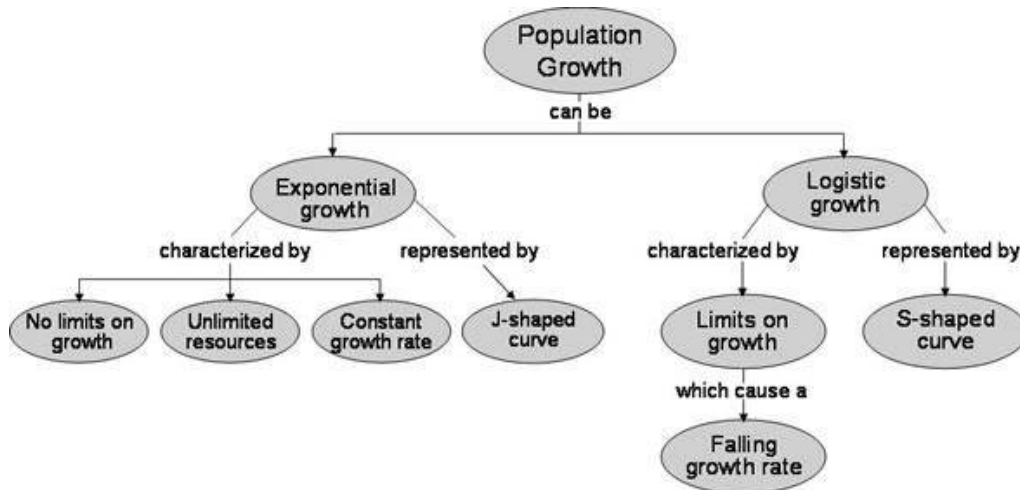 Population
Growth
can be
Exponential
growth
Logistic
growth
characterized by
represented by
characterized by
represented by
No limits on
growth
Unlimited
resources
Constant
growth rate
J-shaped
curve
Limits on
growth
S-shaped
curve
which cause a
Falling
growth rate